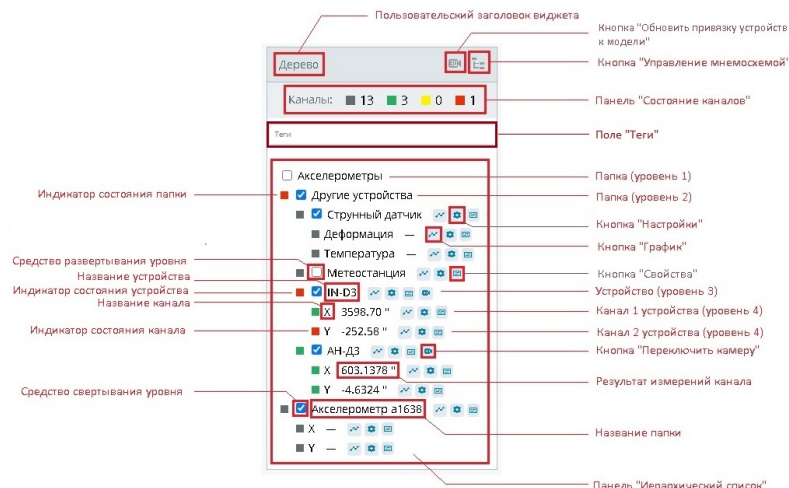 Пользовательский заголовок виджета
Кнопка "Обновить привязку устройств
к модели"
Дерево
Кнопка "Управление мнемосхемой"
Каналы: 13 3 0 1
Панель "Состояние каналов"
Теги
Поле "Теги"
Акселерометры
Папка (уровень 1)
Индикатор состояния папки
Другие устройства
Папка (уровень 2)
Струнный датчик
Кнопка "Настройки"
Деформация —
Кнопка "График"
Температура —
Средство развертывания уровня
Метеостанция
Кнопка "Свойства"
Название устройства
Индикатор состояния устройства
IN-D3
Устройство (уровень 3)
Название канала
X 3598.70 "
Канал 1 устройства (уровень 4)
Индикатор состояния канала
Y -252.58 "
Канал 2 устройства (уровень 4)
АН-Д3
Кнопка "Переключить камеру"
X 603.1378 "
Результат измерений канала
Средство свертывания уровня
Y -4.6324 "
Акселерометр a1638
X —
Название папки
Y —
Панель "Иерархический список"